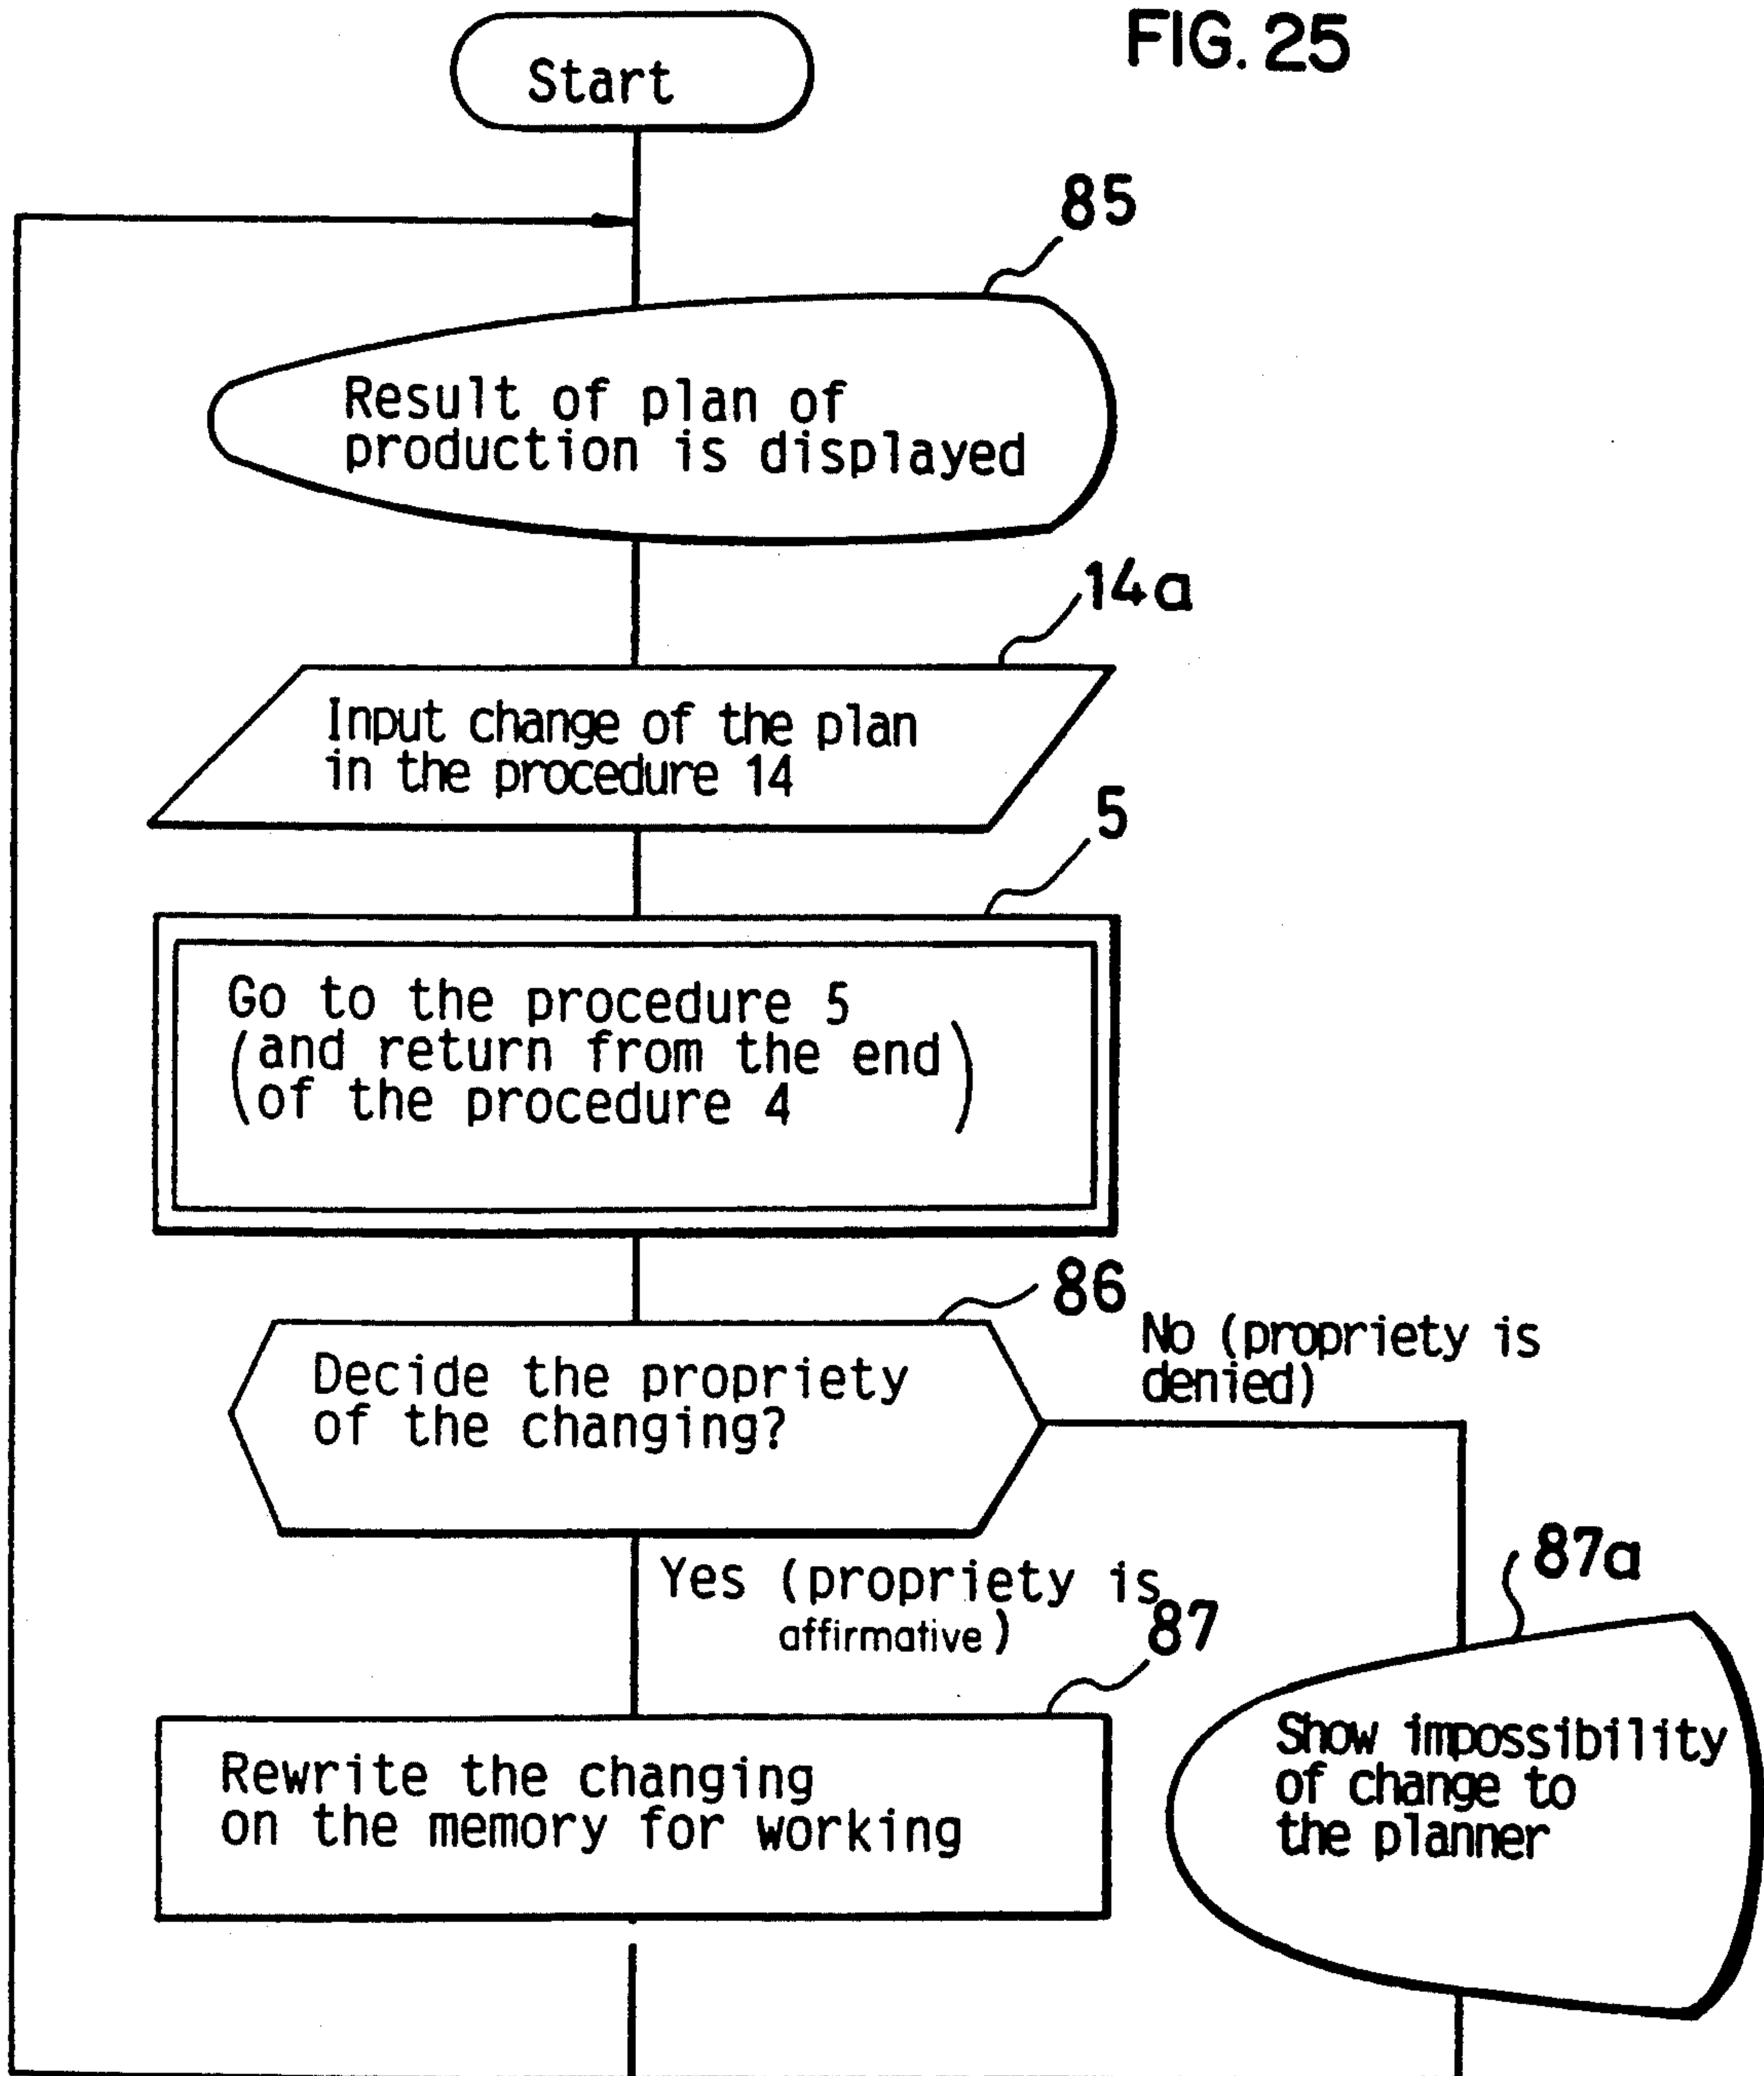 FIG. 25
Start
85
Result of plan of
production is displayed
14a
Input change of the plan
in the procedure 14
5
Go to the procedure 5
(and return from the end)
(of the procedure 4
86
No (propriety is
denied)
Decide the propriety
of the changing?
Yes (propriety is
affirmative)
87
87a
Rewrite the changing
on the memory for working
Show impossibility
of change to
the planner